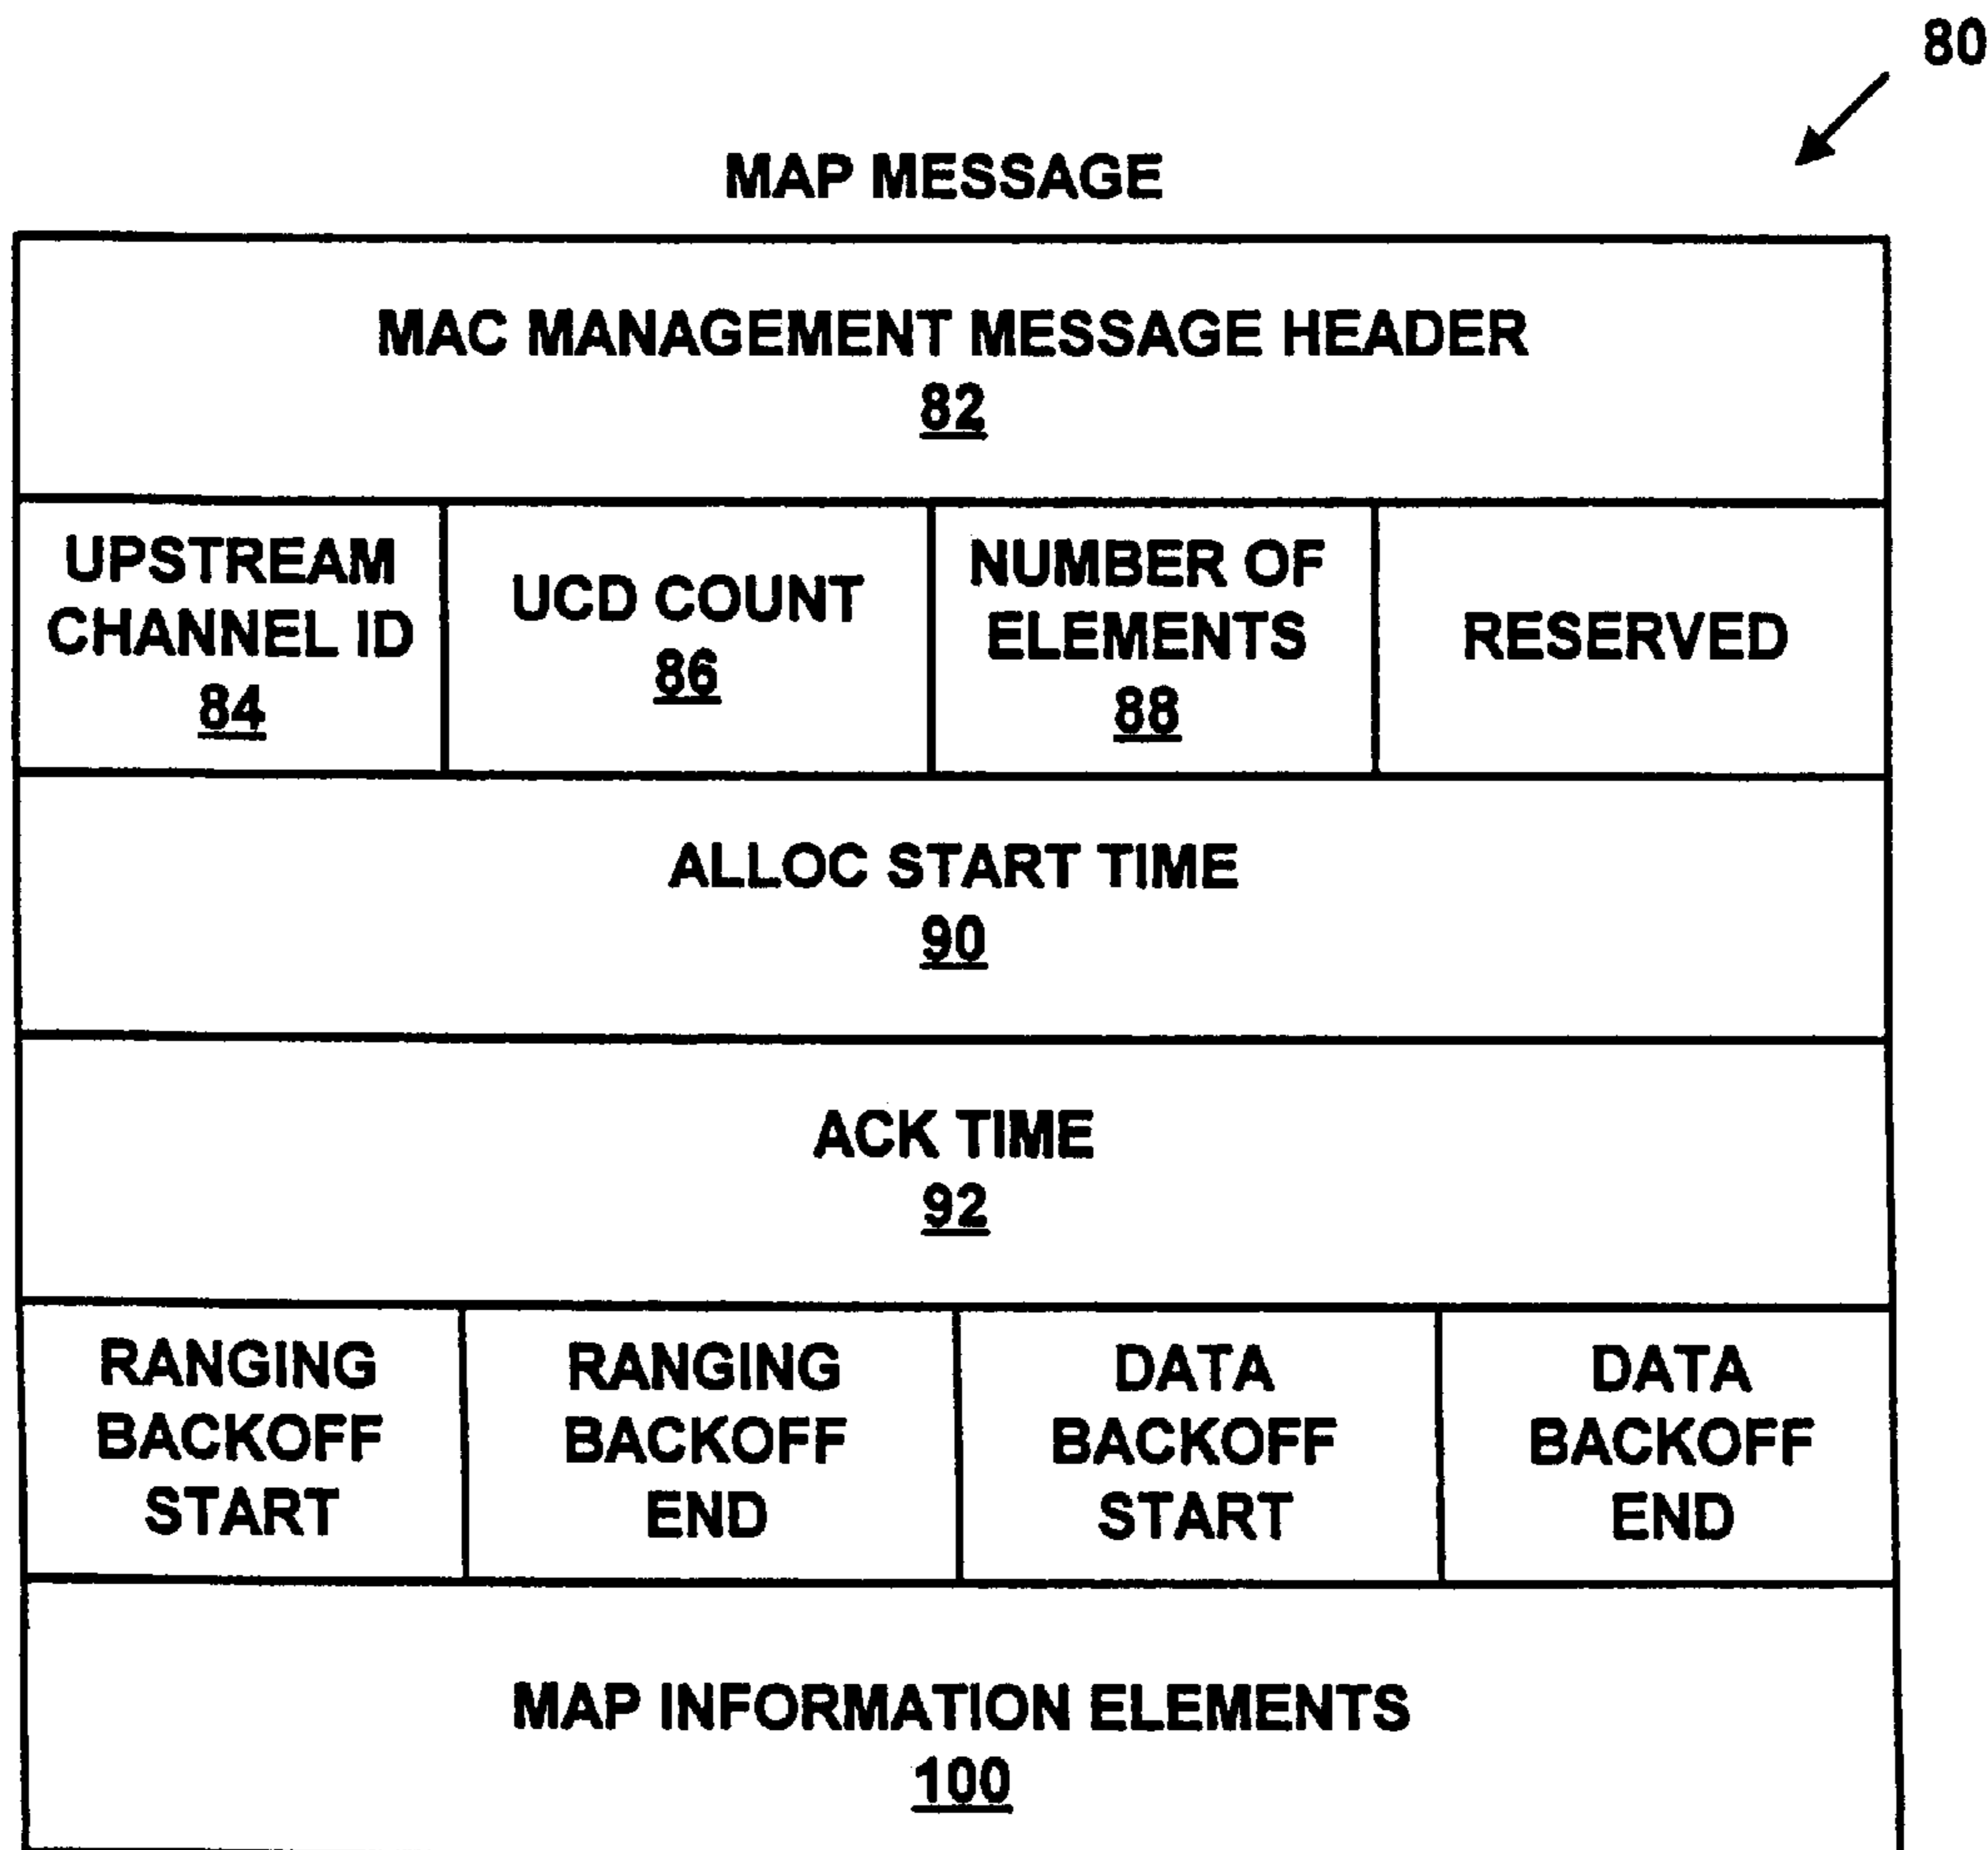 80
MAP MESSAGE
MAC MANAGEMENT MESSAGE HEADER
82
UPSTREAM
CHANNEL ID
84
UCD COUNT
86
NUMBER OF
ELEMENTS
88
RESERVED
ALLOC START TIME
90
ACK TIME
92
RANGING
BACKOFF
START
RANGING
BACKOFF
END
DATA
BACKOFF
START
DATA
BACKOFF
END
MAP INFORMATION ELEMENTS
100